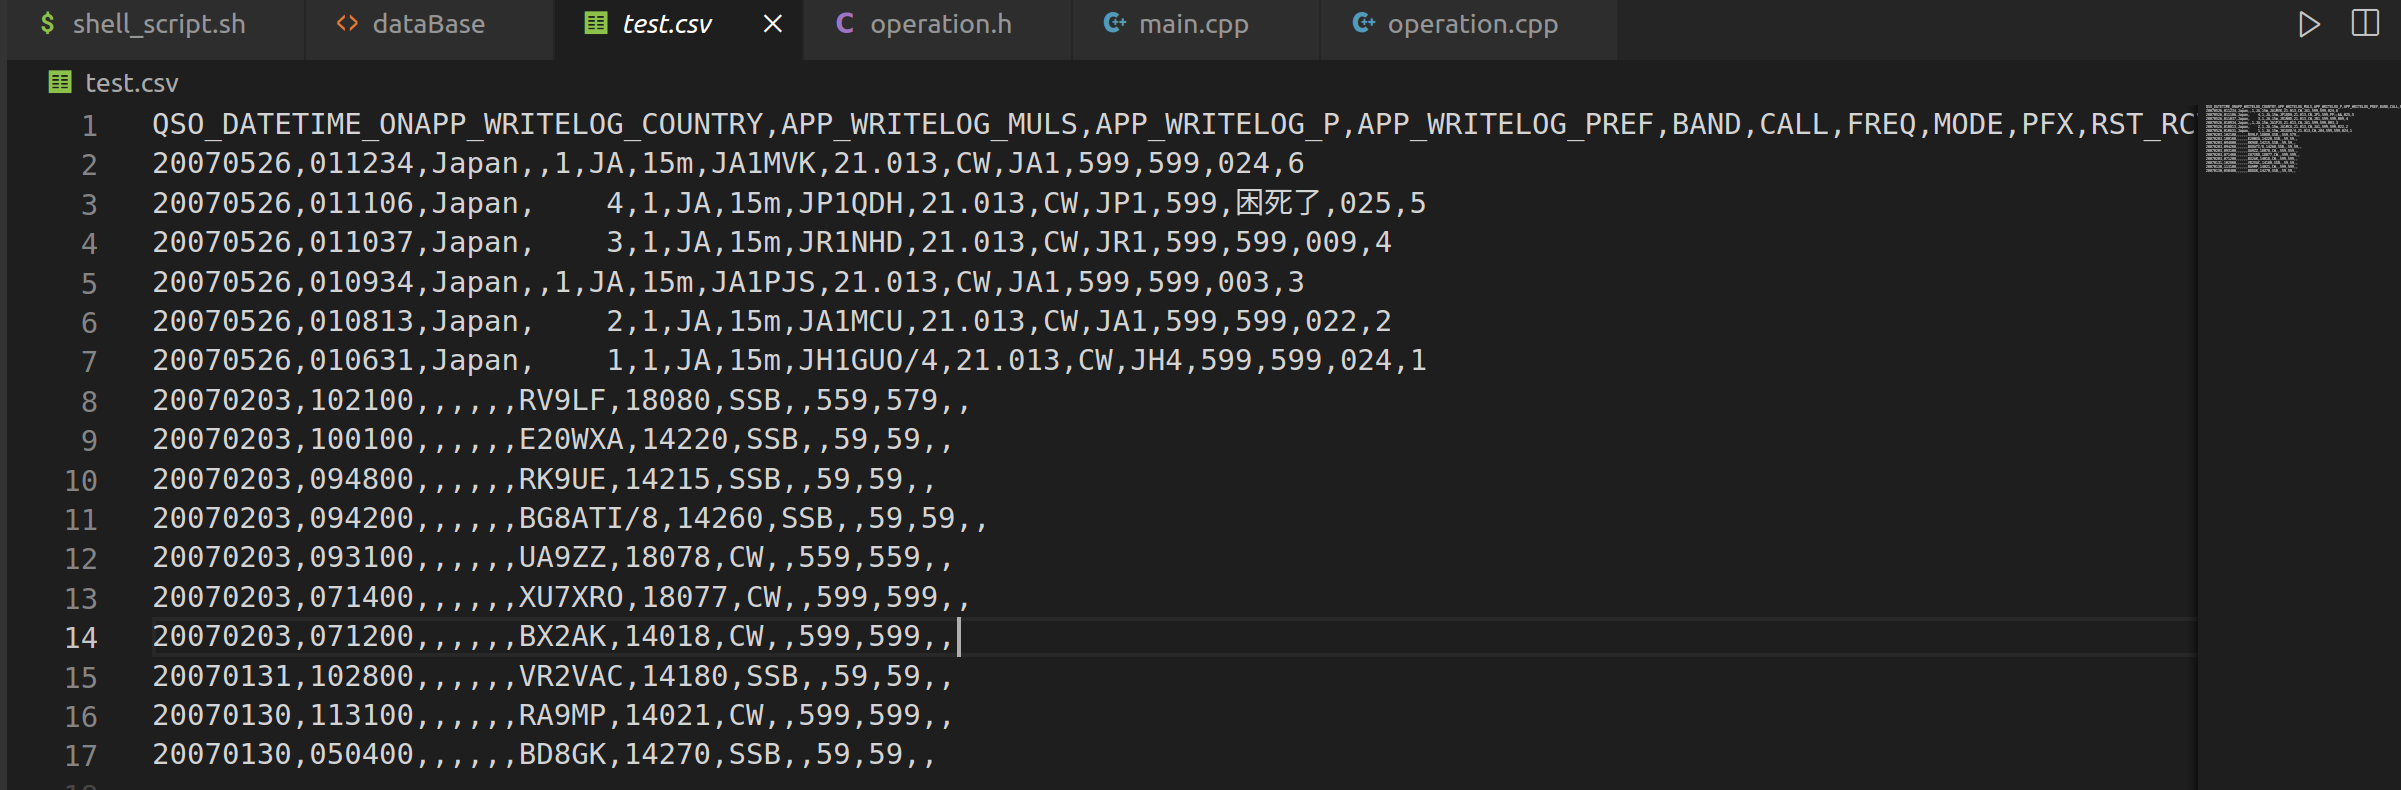 shell_script.sh dataBase test.csv operation.h main.cpp operation.cpp
test.csv
1 QSO_DATETIME_ONAPP_WRITELOG_COUNTRY,APP_WRITELOG_MULS,APP_WRITELOG_P,APP_WRITELOG_PREF,BAND,CALL,FREQ,MODE,PFX,RST_RC
2 20070526,011234,Japan,,1,JA,15m,JA1MVK,21.013,CW,JA1,599,599,024,6
3 20070526,011106,Japan,    4,1,JA,15m,JP1QDH,21.013,CW,JP1,599,困死了,025,5
4 20070526,011037,Japan,    3,1,JA,15m,JR1NHD,21.013,CW,JR1,599,599,009,4
5 20070526,010934,Japan,,1,JA,15m,JA1PJS,21.013,CW,JA1,599,599,003,3
6 20070526,010813,Japan,    2,1,JA,15m,JA1MCU,21.013,CW,JA1,599,599,022,2
7 20070526,010631,Japan,    1,1,JA,15m,JH1GUO/4,21.013,CW,JH4,599,599,024,1
8 20070203,102100,,,,,,RV9LF,18080,SSB,,559,579,,
9 20070203,100100,,,,,,E20WXA,14220,SSB,,59,59,,
10 20070203,094800,,,,,,RK9UE,14215,SSB,,59,59,,
11 20070203,094200,,,,,,BG8ATI/8,14260,SSB,,59,59,,
12 20070203,093100,,,,,,UA9ZZ,18078,CW,,559,559,,
13 20070203,071400,,,,,,XU7XRO,18077,CW,,599,599,,
14 20070203,071200,,,,,,BX2AK,14018,CW,,599,599,,
15 20070131,102800,,,,,,VR2VAC,14180,SSB,,59,59,,
16 20070130,113100,,,,,,RA9MP,14021,CW,,599,599,,
17 20070130,050400,,,,,,BD8GK,14270,SSB,,59,59,,